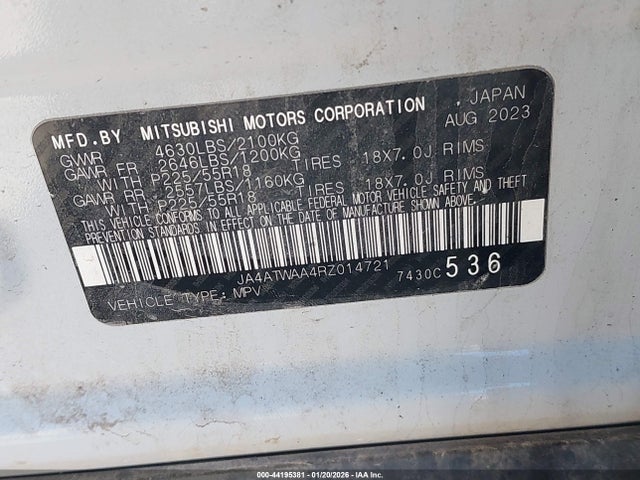 MFD.BY MITSUBISHI MOTORS CORPORATION , JAPAN
GVWR 4630LBS/2100KG AUG 2023
GAWR FR 2646LBS/1200KG
WITH P225/55R18 TIRES 18X7.0J RIMS
GAWR RR 2557LBS/1160KG
WITH P225/55R18 TIRES 18X7.0J RIMS
THIS VEHICLE CONFORMS TO ALL APPLICABLE FEDERAL MOTOR VEHICLE SAFETY AND THEFT
PREVENTION STANDARDS IN EFFECT ON THE DATE OF MANUFACTURE SHOWN ABOVE.
JA4ATWAA4RZ014721 7430C 536
VEHICLE TYPE: MPV
000-44195381 - 01/20/2026 - ©2026 IAA Inc